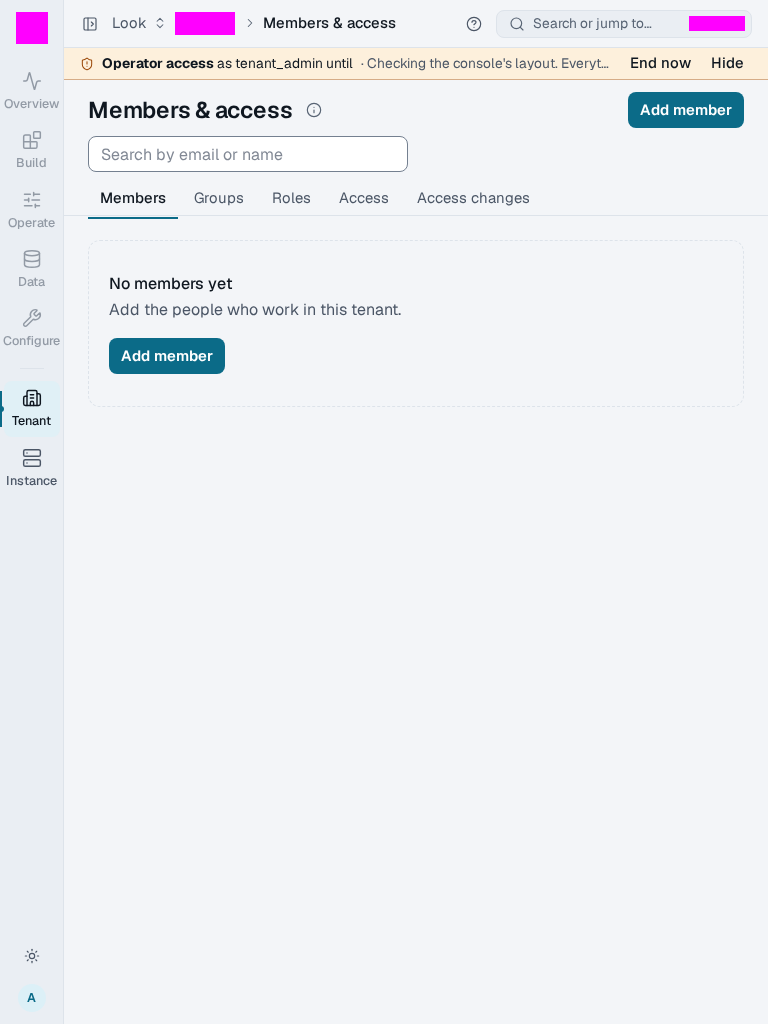 Look
Members & access
Search or jump to…
Operator access as tenant_admin until · Checking the console's layout. Everyt…
End now
Hide
Overview
Build
Operate
Data
Configure
Tenant
Instance
A
Members & access
Add member
Search by email or name
Members
Groups
Roles
Access
Access changes
No members yet
Add the people who work in this tenant.
Add member